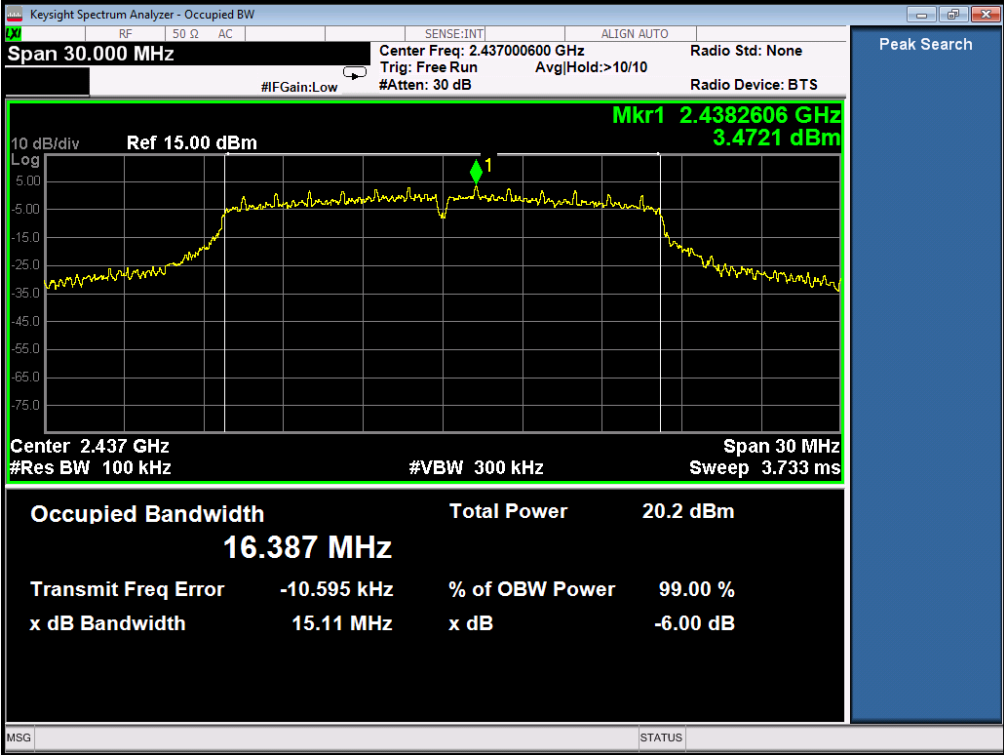 Keysight Spectrum Analyzer - Occupied BW
LXI RF 50 Ω AC SENSE:INT ALIGN AUTO
Span 30.000 MHz
Center Freq: 2.437000600 GHz Radio Std: None
Trig: Free Run Avg|Hold:>10/10
#IFGain:Low #Atten: 30 dB Radio Device: BTS
Peak Search
Mkr1 2.4382606 GHz
3.4721 dBm
10 dB/div Ref 15.00 dBm
Log
1
5.00
-5.00
-15.0
-25.0
-35.0
-45.0
-55.0
-65.0
-75.0
Center 2.437 GHz Span 30 MHz
#Res BW 100 kHz #VBW 300 kHz Sweep 3.733 ms
Occupied Bandwidth Total Power 20.2 dBm
16.387 MHz
Transmit Freq Error -10.595 kHz % of OBW Power 99.00 %
x dB Bandwidth 15.11 MHz x dB -6.00 dB
MSG STATUS